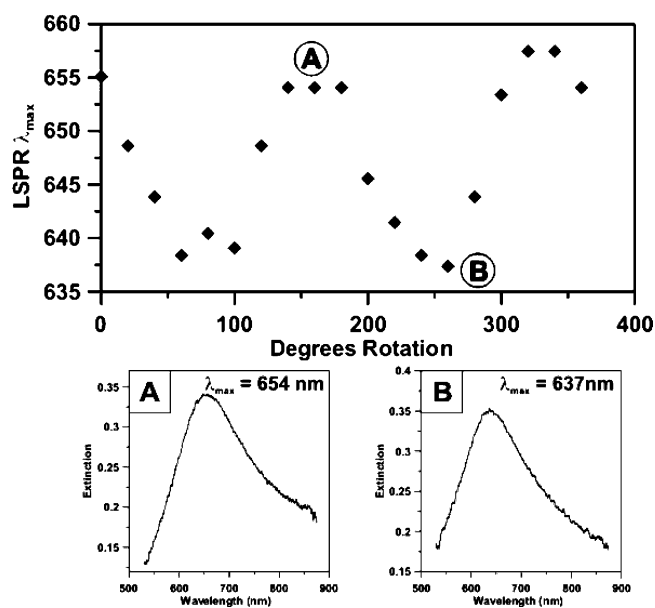 660
655
650
645
640
635
LSPR λmax
A
B
0 100 200 300 400
Degrees Rotation
A
λmax = 654 nm
0.35
0.3
0.25
0.2
0.15
Extinction
500 600 700 800 900
Wavelength (nm)
B
λmax = 637nm
0.4
0.35
0.3
0.25
0.2
0.15
Extinction
500 600 700 800 900
Wavelength (nm)